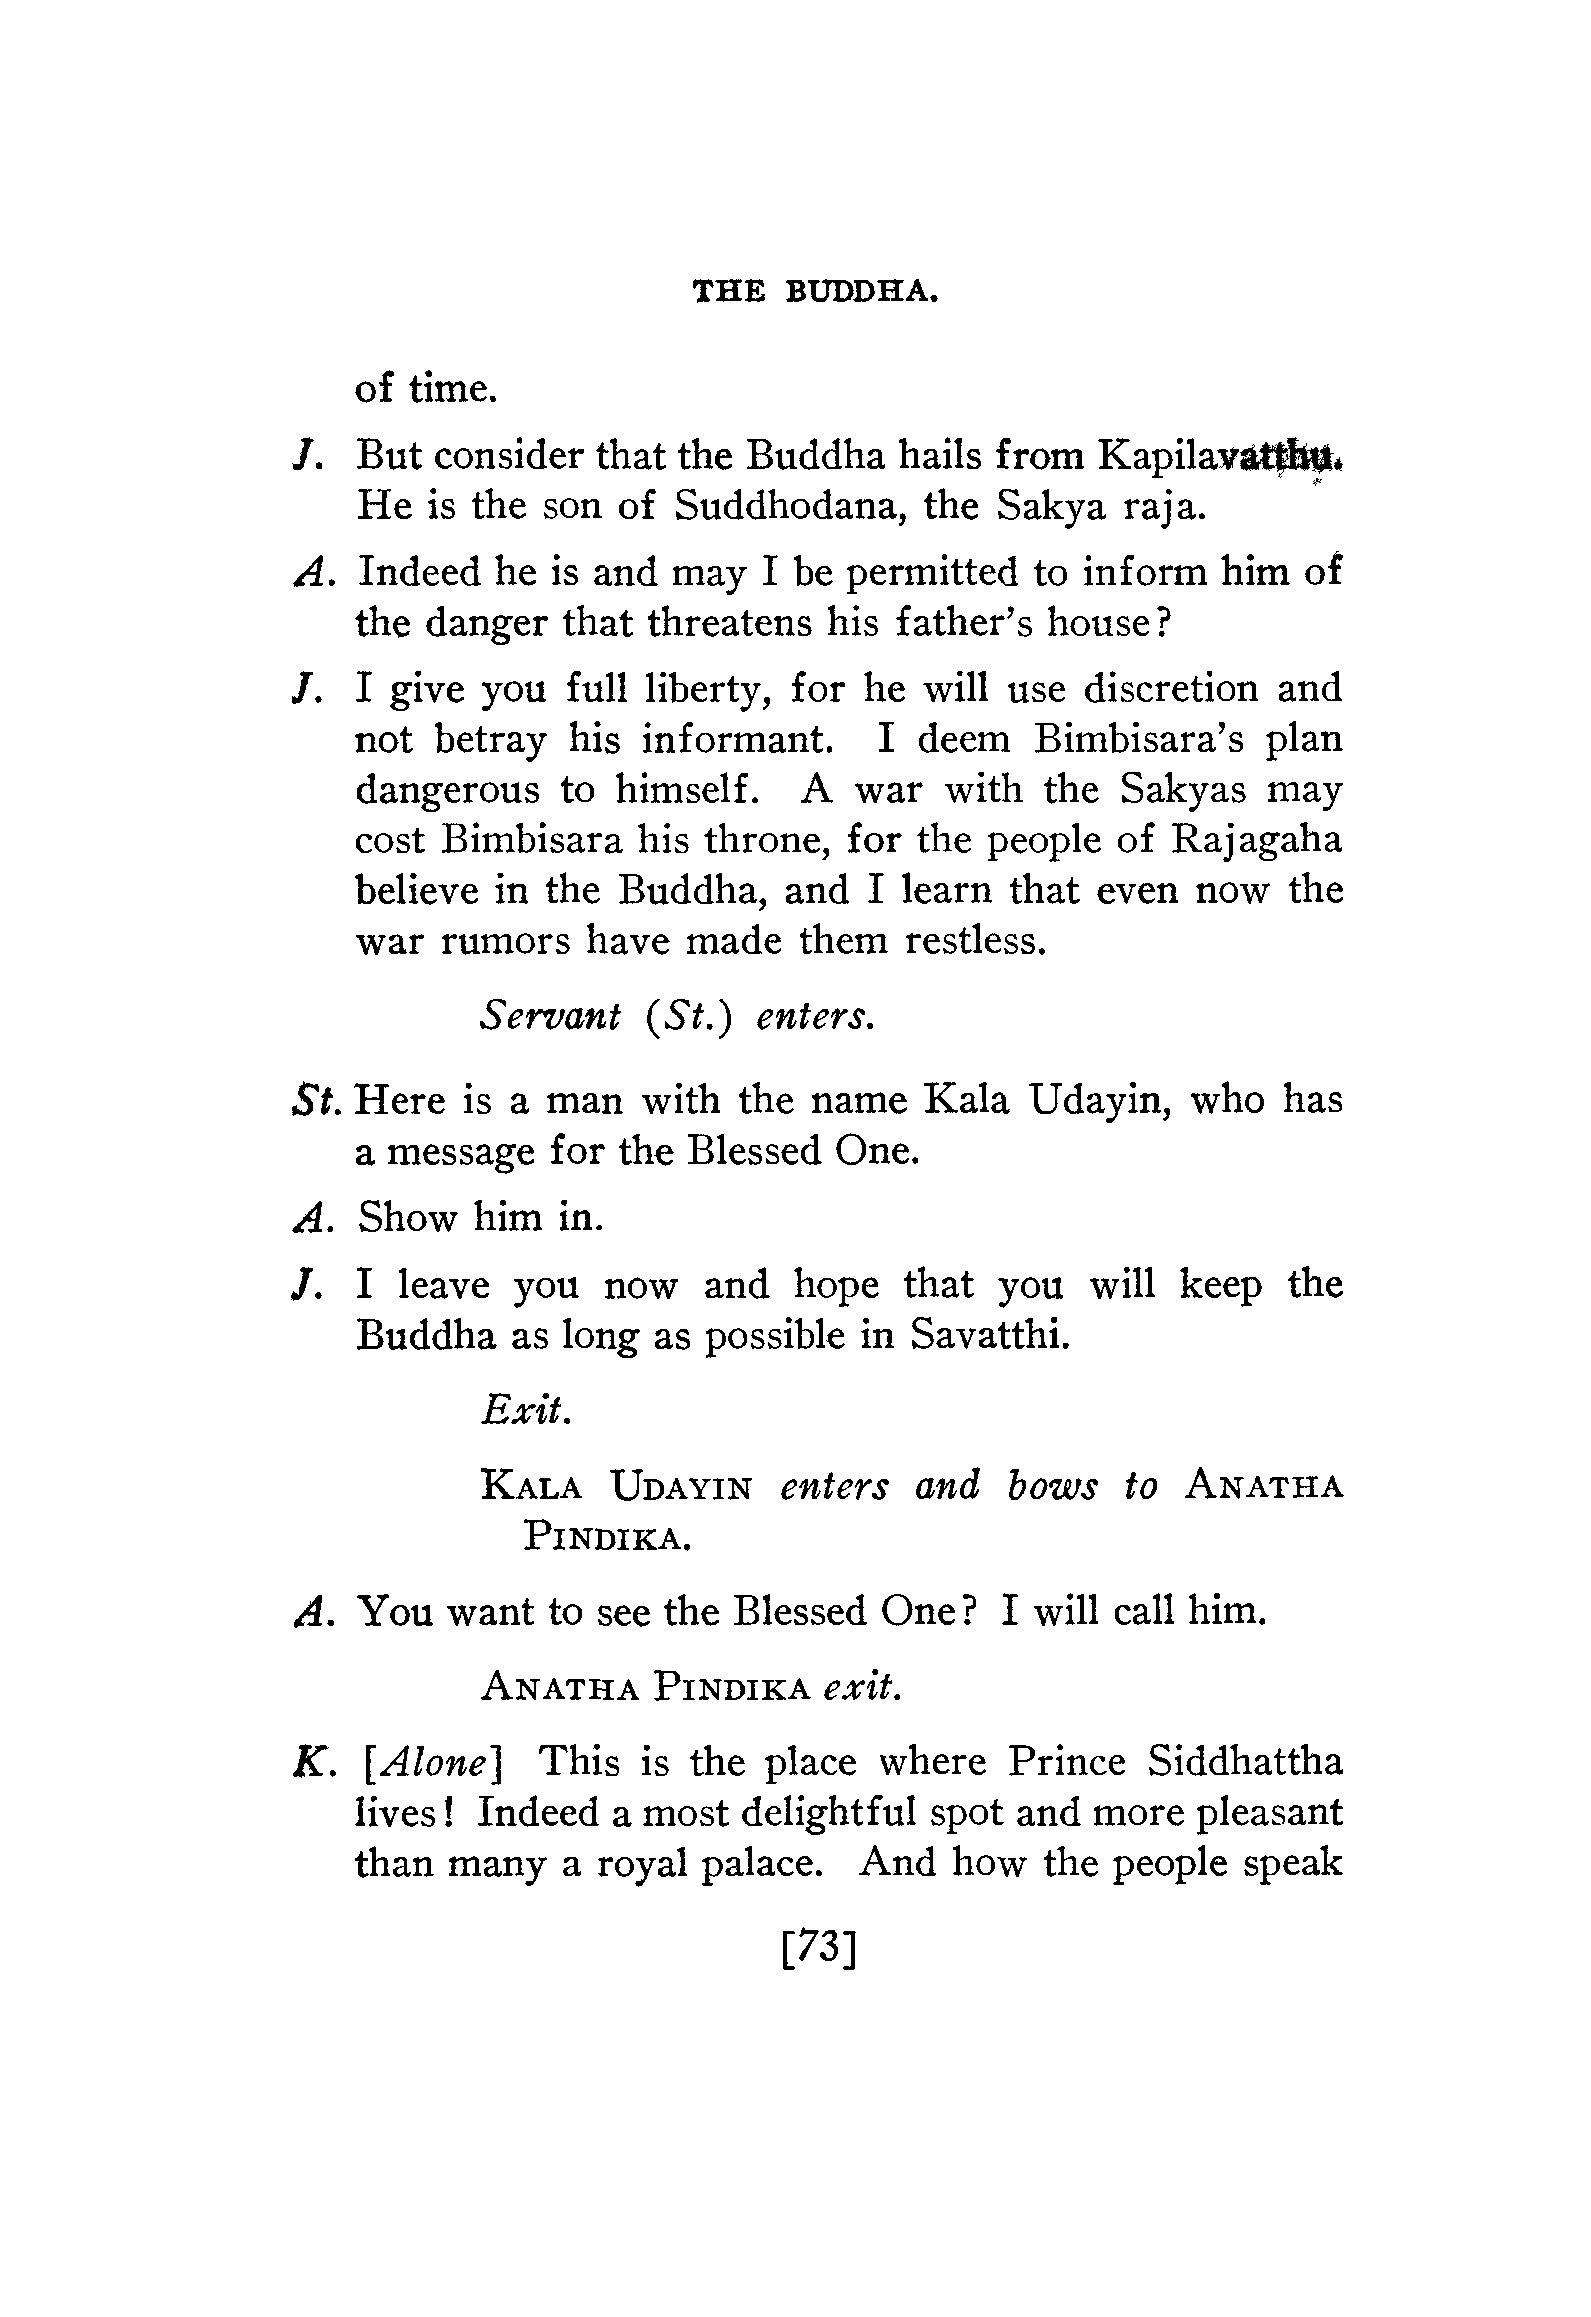 THE BUDDHA.
of time.
J. But consider that the Buddha hails from Kapilavatthu.
He is the son of Suddhodana, the Sakya raja.
A. Indeed he is and may I be permitted to inform him of
the danger that threatens his father's house?
J. I give you full liberty, for he will use discretion and
not betray his informant. I deem Bimbisara's plan
dangerous to himself. A war with the Sakyas may
cost Bimbisara his throne, for the people of Rajagaha
believe in the Buddha, and I learn that even now the
war rumors have made them restless.
Servant (St.) enters.
St. Here is a man with the name Kala Udayin, who has
a message for the Blessed One.
A. Show him in.
J. I leave you now and hope that you will keep the
Buddha as long as possible in Savatthi.
Exit.
KALA UDAYIN enters and bows to ANATHA
PINDIKA.
A. You want to see the Blessed One? I will call him.
ANATHA PINDIKA exit.
K. [Alone] This is the place where Prince Siddhattha
lives! Indeed a most delightful spot and more pleasant
than many a royal palace. And how the people speak
[73]